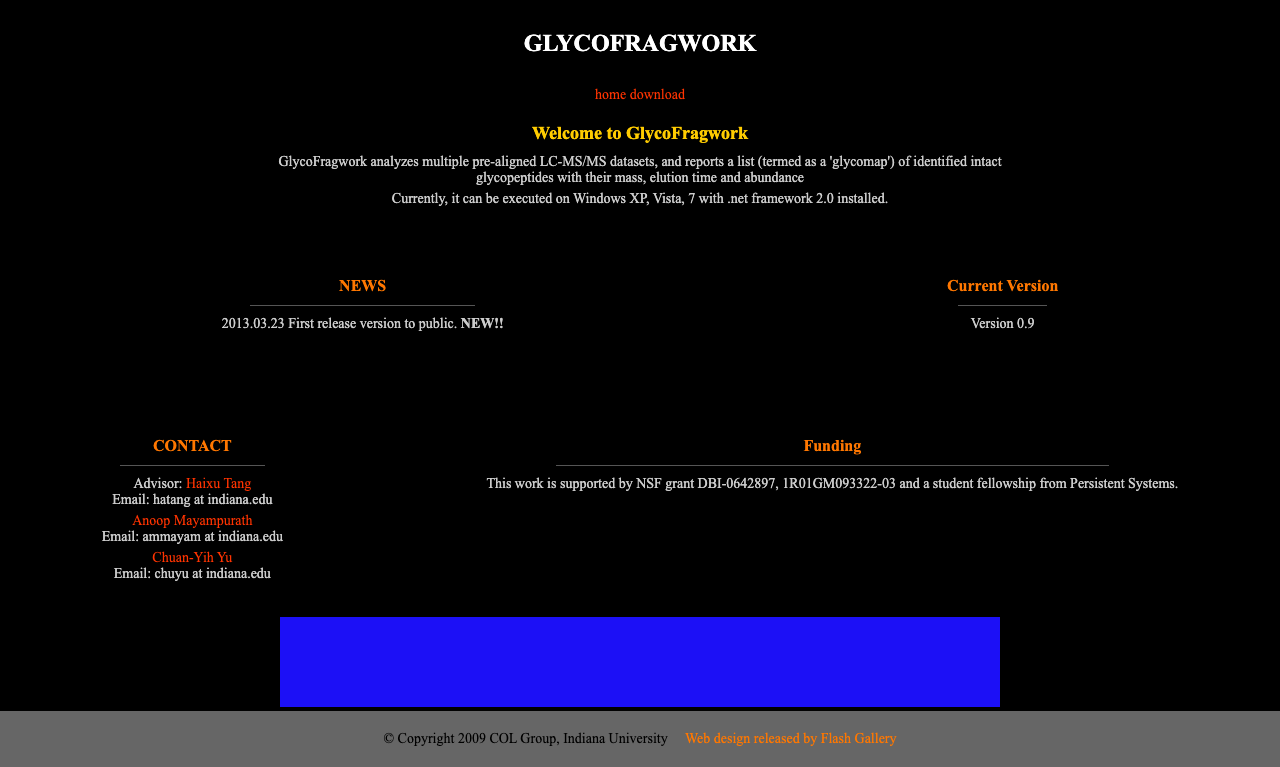 GLYCOFRAGWORK
home download
Welcome to GlycoFragwork
GlycoFragwork analyzes multiple pre-aligned LC-MS/MS datasets, and reports a list (termed as a 'glycomap') of identified intact
glycopeptides with their mass, elution time and abundance
Currently, it can be executed on Windows XP, Vista, 7 with .net framework 2.0 installed.
NEWS
2013.03.23 First release version to public. NEW!!
Current Version
Version 0.9
CONTACT
Advisor: Haixu Tang
Email: hatang at indiana.edu
Anoop Mayampurath
Email: ammayam at indiana.edu
Chuan-Yih Yu
Email: chuyu at indiana.edu
Funding
This work is supported by NSF grant DBI-0642897, 1R01GM093322-03 and a student fellowship from Persistent Systems.
© Copyright 2009 COL Group, Indiana University Web design released by Flash Gallery